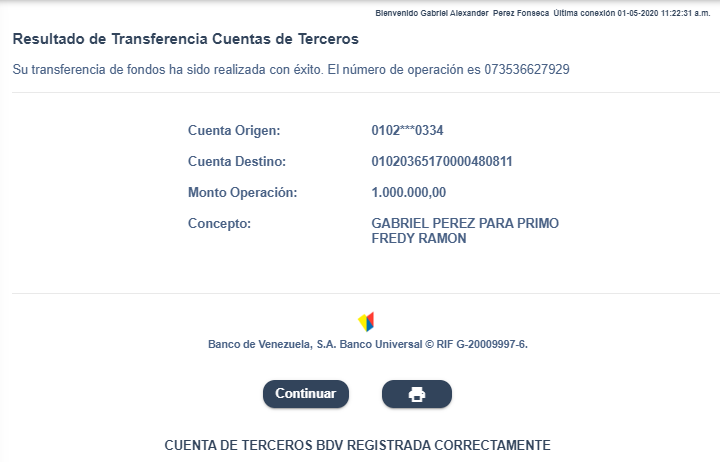 Bienvenido Gabriel Alexander Perez Fonseca Última conexión 01-05-2020 11:22:31 a.m.
Resultado de Transferencia Cuentas de Terceros
Su transferencia de fondos ha sido realizada con éxito. El número de operación es 073536627929
Cuenta Origen: 0102***0334
Cuenta Destino: 01020365170000480811
Monto Operación: 1.000.000,00
Concepto: GABRIEL PEREZ PARA PRIMO
FREDY RAMON
Banco de Venezuela, S.A. Banco Universal © RIF G-20009997-6.
Continuar
CUENTA DE TERCEROS BDV REGISTRADA CORRECTAMENTE